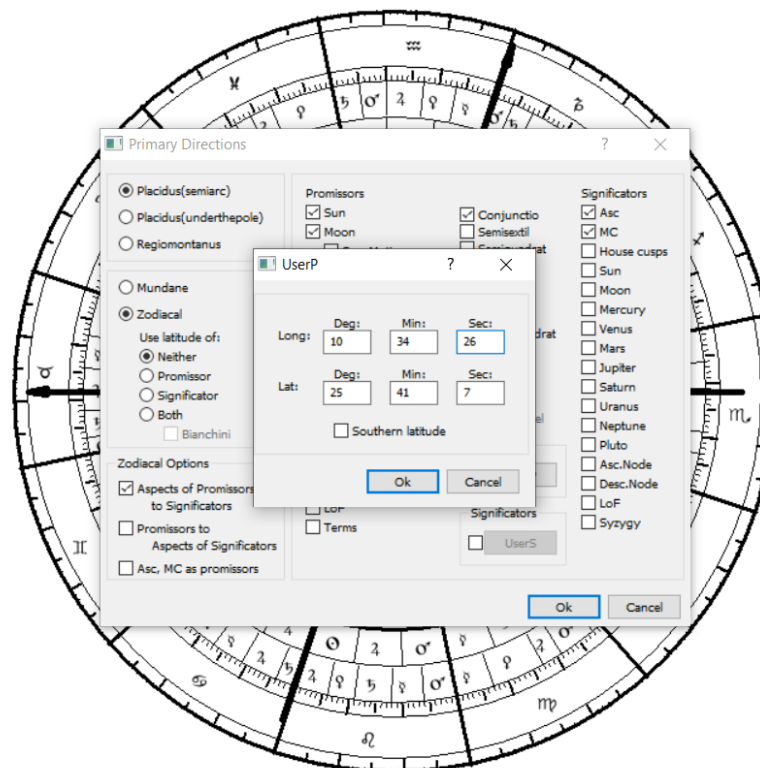 Primary Directions ? ×
Placidus(semiarc)
Placidus(underthepole)
Regiomontanus
Mundane
Zodiacal
Use latitude of:
Neither
Promissor
Significator
Both
Bianchini
Zodiacal Options
Aspects of Promissors
to Significators
Promissors to
Aspects of Significators
Asc, MC as promissors
Promissors
Sun
Moon
LoF
Terms
Conjunctio
Semisextil
Semiquadrat
Significators
UserS
Significators
Asc
MC
House cusps
Sun
Moon
Mercury
Venus
Mars
Jupiter
Saturn
Uranus
Neptune
Pluto
Asc.Node
Desc.Node
LoF
Syzygy
Ok Cancel
UserP ? ×
Deg: Min: Sec:
Long: 10 34 26
Deg: Min: Sec:
Lat: 25 41 7
Southern latitude
Ok Cancel